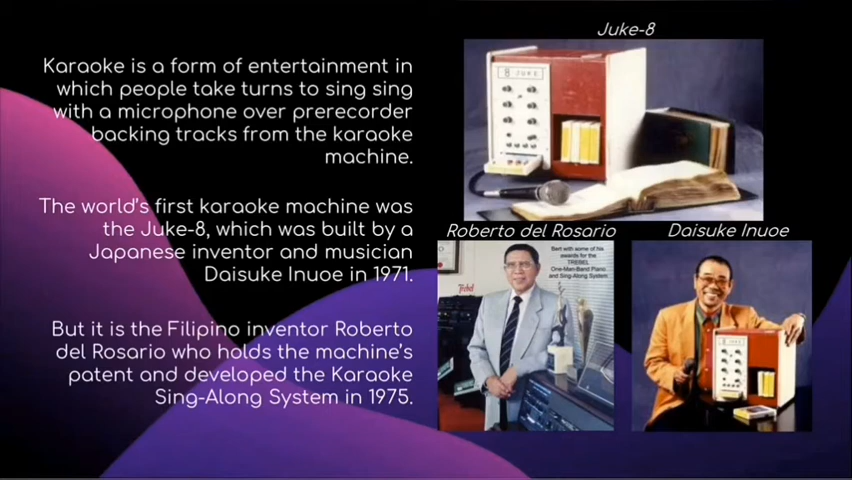 Karaoke is a form of entertainment in
which people take turns to sing sing
with a microphone over prerecorder
backing tracks from the karaoke
machine.
The world's first karaoke machine was
the Juke-8, which was built by a
Japanese inventor and musician
Daisuke Inuoe in 1971.
But it is the Filipino inventor Roberto
del Rosario who holds the machine's
patent and developed the Karaoke
Sing-Along System in 1975.
Juke-8
8 JUKE
Roberto del Rosario
Bert with some of his
awards for the
TREBEL
One-Man-Band Piano
and Sing-Along System
Trebel
Daisuke Inuoe